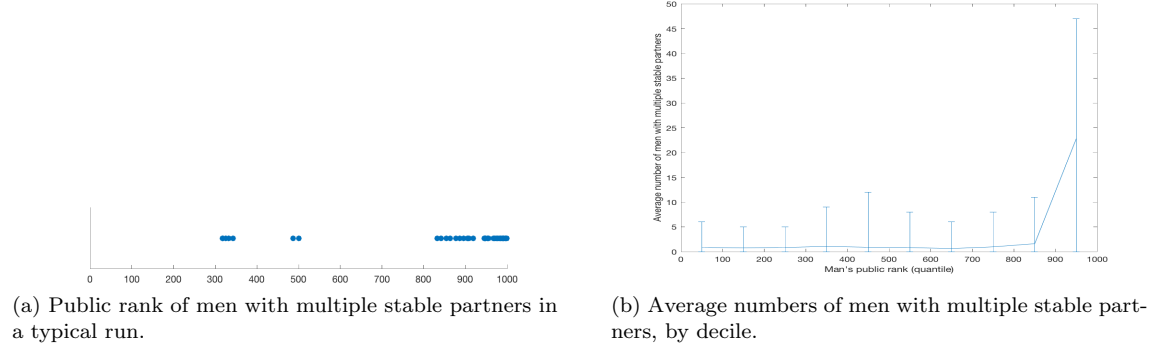 0 100 200 300 400 500 600 700 800 900 1000
(a) Public rank of men with multiple stable partners in
a typical run.
50
45
40
35
30
25
20
15
10
5
0
Average number of men with multiple stable partners
0 100 200 300 400 500 600 700 800 900 1000
Man's public rank (quantile)
(b) Average numbers of men with multiple stable part-
ners, by decile.